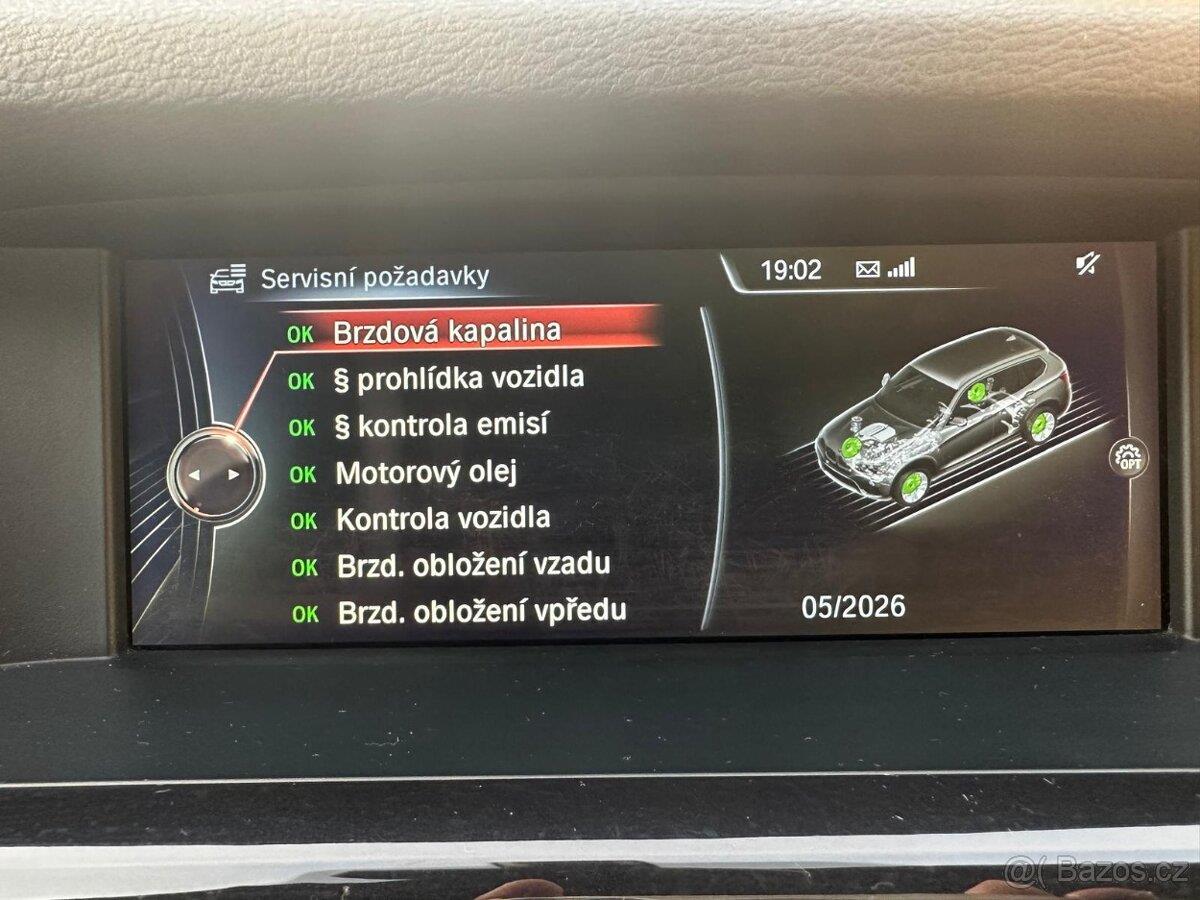 Servisní požadavky
19:02
OK Brzdová kapalina
OK § prohlídka vozidla
OK § kontrola emisí
OK Motorový olej
OK Kontrola vozidla
OK Brzd. obložení vzadu
OK Brzd. obložení vpředu
OPT
05/2026
@( Bazos.cz